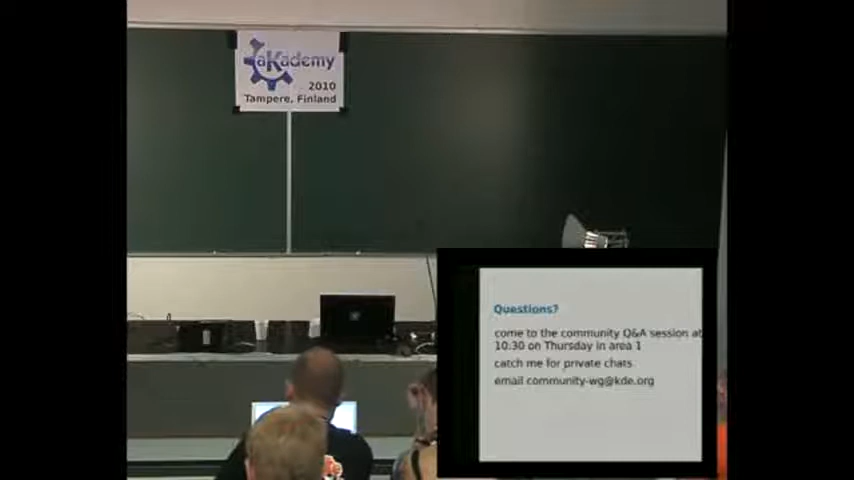 aKademy
2010
Tampere, Finland
Questions?
come to the community Q&A session at
10:30 on Thursday in area 1
catch me for private chats
email community-wg@kde.org